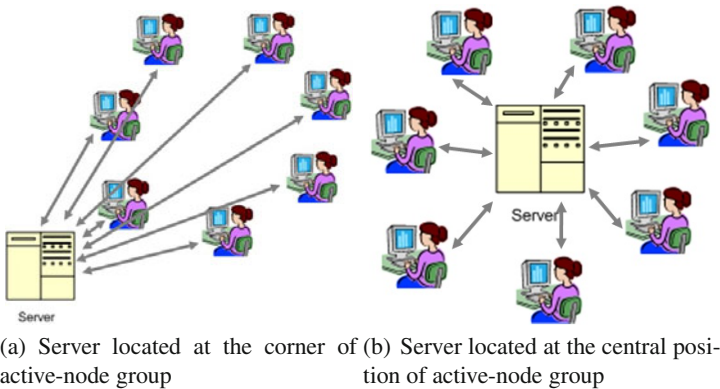 Server
Server
(a) Server located at the corner of
active-node group
(b) Server located at the central posi-
tion of active-node group